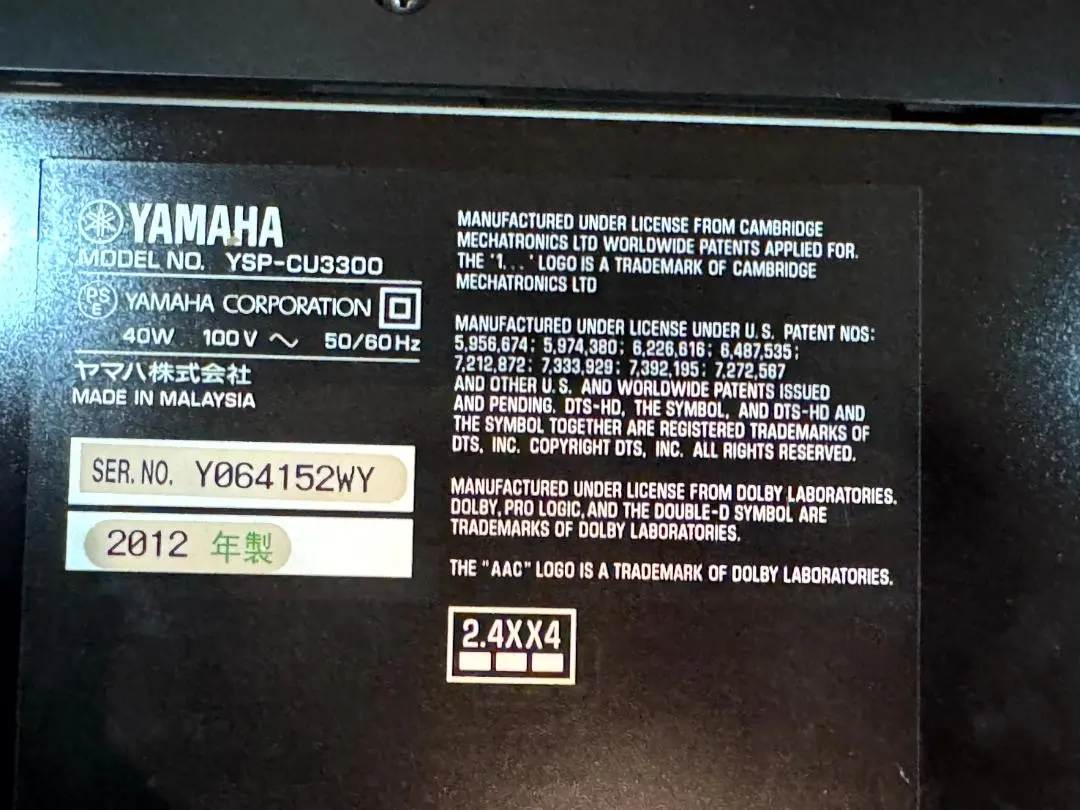 YAMAHA
MODEL NO. YSP-CU3300
PS E YAMAHA CORPORATION
40W 100V ~ 50/60Hz
ヤマハ株式会社
MADE IN MALAYSIA
SER. NO. Y064152WY
2012 年製
MANUFACTURED UNDER LICENSE FROM CAMBRIDGE
MECHATRONICS LTD WORLDWIDE PATENTS APPLIED FOR.
THE '1...' LOGO IS A TRADEMARK OF CAMBRIDGE
MECHATRONICS LTD
MANUFACTURED UNDER LICENSE UNDER U.S. PATENT NOS:
5,956,674; 5,974,380; 6,226,616; 6,487,535;
7,212,872; 7,333,929; 7,392,195; 7,272,567
AND OTHER U.S. AND WORLDWIDE PATENTS ISSUED
AND PENDING. DTS-HD, THE SYMBOL, AND DTS-HD AND
THE SYMBOL TOGETHER ARE REGISTERED TRADEMARKS OF
DTS, INC. COPYRIGHT DTS, INC. ALL RIGHTS RESERVED.
MANUFACTURED UNDER LICENSE FROM DOLBY LABORATORIES.
DOLBY, PRO LOGIC, AND THE DOUBLE-D SYMBOL ARE
TRADEMARKS OF DOLBY LABORATORIES.
THE "AAC" LOGO IS A TRADEMARK OF DOLBY LABORATORIES.
2.4XX4